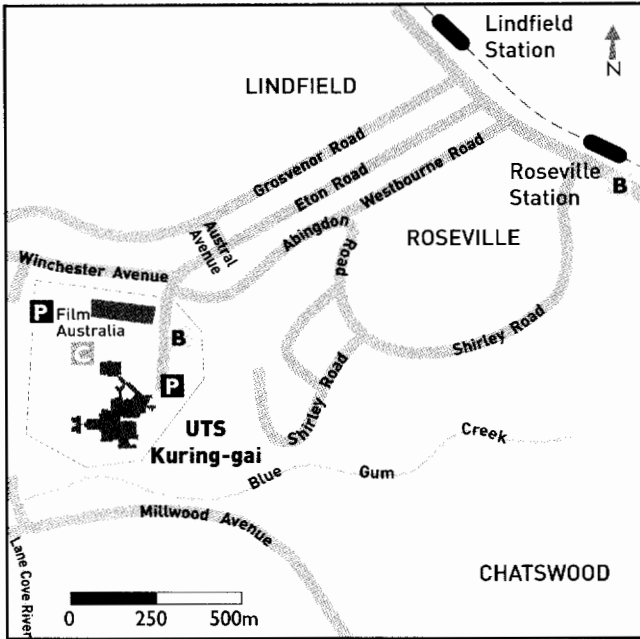 Lindfield
Station
N
LINDFIELD
Grosvenor Road
Eton Road
Westbourne Road
Roseville
Station
B
Austral
Avenue
Abingdon
Road
ROSEVILLE
Winchester Avenue
P
Film
Australia
B
C
P
Shirley Road
Shirley Road
UTS
Kuring-gai
Creek
Blue
Gum
Millwood Avenue
Lane Cove River
CHATSWOOD
0 250 500m